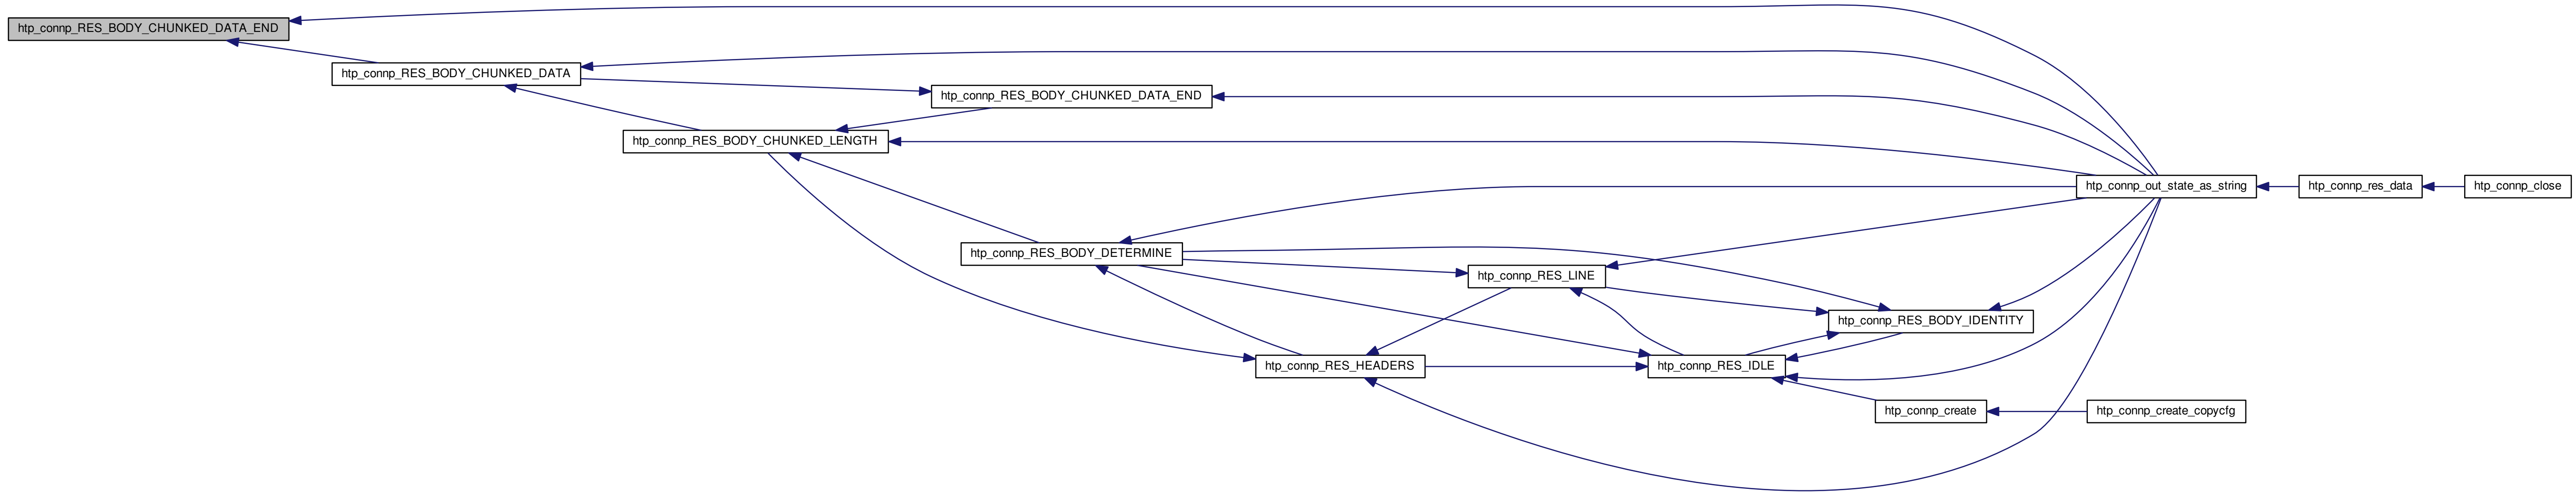 htp_connp_RES_BODY_CHUNKED_DATA_END
htp_connp_RES_BODY_CHUNKED_DATA
htp_connp_RES_BODY_CHUNKED_DATA_END
htp_connp_RES_BODY_CHUNKED_LENGTH
htp_connp_out_state_as_string
htp_connp_res_data
htp_connp_close
htp_connp_RES_BODY_DETERMINE
htp_connp_RES_LINE
htp_connp_RES_BODY_IDENTITY
htp_connp_RES_HEADERS
htp_connp_RES_IDLE
htp_connp_create
htp_connp_create_copycfg